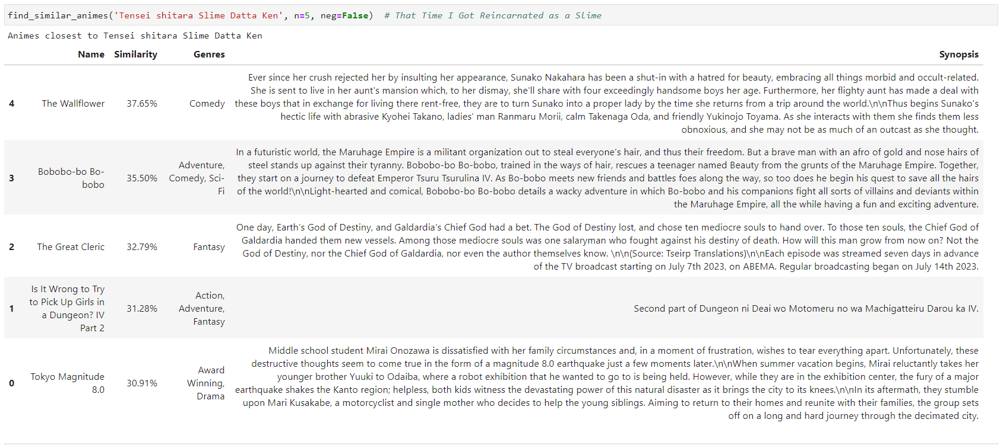 find_similar_animes('Tensei shitara Slime Datta Ken', n=5, neg=False)  # That Time I Got Reincarnated as a Slime
Animes closest to Tensei shitara Slime Datta Ken
Name Similarity Genres Synopsis
4 The Wallflower 37.65% Comedy
Ever since her crush rejected her by insulting her appearance, Sunako Nakahara has been a shut-in with a hatred for beauty, embracing all things morbid and occult-related.
She is sent to live in her aunt's mansion which, to her dismay, she'll share with four exceedingly handsome boys her age. Furthermore, her flighty aunt has made a deal with
these boys that in exchange for living there rent-free, they are to turn Sunako into a proper lady by the time she returns from a trip around the world.\n\nThus begins Sunako's
hectic life with abrasive Kyohei Takano, ladies' man Ranmaru Morii, calm Takenaga Oda, and friendly Yukinojo Toyama. As she interacts with them she finds them less
obnoxious, and she may not be as much of an outcast as she thought.
3
Bobobo-bo Bo-
bobo
35.50%
Adventure,
Comedy, Sci-
Fi
In a futuristic world, the Maruhage Empire is a militant organization out to steal everyone's hair, and thus their freedom. But a brave man with an afro of gold and nose hairs of
steel stands up against their tyranny. Bobobo-bo Bo-bobo, trained in the ways of hair, rescues a teenager named Beauty from the grunts of the Maruhage Empire. Together,
they start on a journey to defeat Emperor Tsuru Tsurulina IV. As Bo-bobo meets new friends and battles foes along the way, so too does he begin his quest to save all the hairs
of the world!\n\nLight-hearted and comical, Bobobo-bo Bo-bobo details a wacky adventure in which Bo-bobo and his companions fight all sorts of villains and deviants within
the Maruhage Empire, all the while having a fun and exciting adventure.
2 The Great Cleric 32.79% Fantasy
One day, Earth's God of Destiny, and Galdardia's Chief God had a bet. The God of Destiny lost, and chose ten mediocre souls to hand over. To those ten souls, the Chief God of
Galdardia handed them new vessels. Among those mediocre souls was one salaryman who fought against his destiny of death. How will this man grow from now on? Not the
God of Destiny, nor the Chief God of Galdardia, nor even the author themselves know. \n\n(Source: Tseirp Translations)\n\nEach episode was streamed seven days in advance
of the TV broadcast starting on July 7th 2023, on ABEMA. Regular broadcasting began on July 14th 2023.
1
Is It Wrong to Try
to Pick Up Girls in
a Dungeon? IV
Part 2
31.28%
Action,
Adventure,
Fantasy
Second part of Dungeon ni Deai wo Motomeru no wa Machigatteiru Darou ka IV.
0
Tokyo Magnitude
8.0
30.91%
Award
Winning,
Drama
Middle school student Mirai Onozawa is dissatisfied with her family circumstances and, in a moment of frustration, wishes to tear everything apart. Unfortunately, these
destructive thoughts seem to come true in the form of a magnitude 8.0 earthquake just a few moments later.\n\nWhen summer vacation begins, Mirai reluctantly takes her
younger brother Yuuki to Odaiba, where a robot exhibition that he wanted to go to is being held. However, while they are in the exhibition center, the fury of a major
earthquake shakes the Kanto region; helpless, both kids witness the devastating power of this natural disaster as it brings the city to its knees.\n\nIn its aftermath, they stumble
upon Mari Kusakabe, a motorcyclist and single mother who decides to help the young siblings. Aiming to return to their homes and reunite with their families, the group sets
off on a long and hard journey through the decimated city.